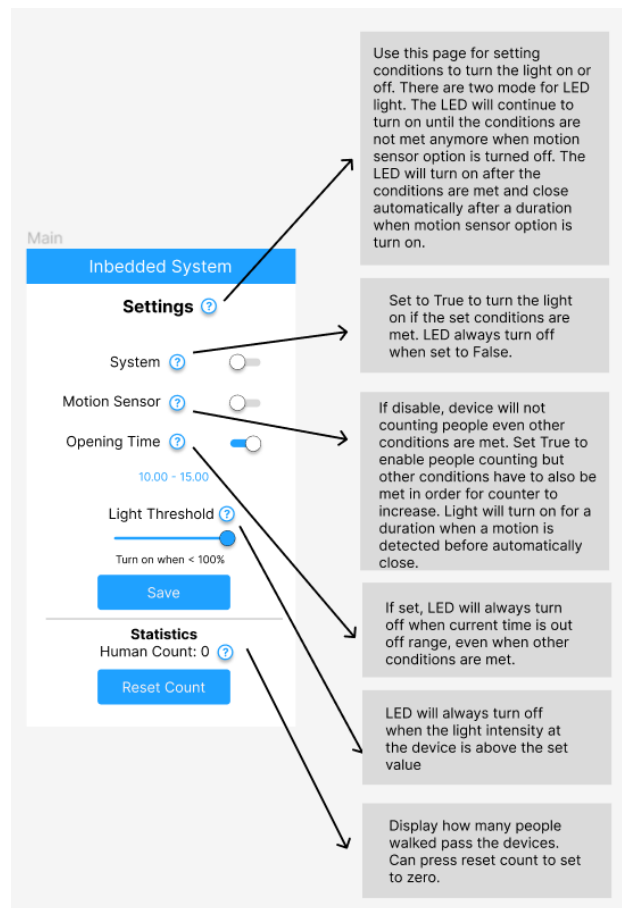 Main
Inbedded System
Settings ?
System ?
Motion Sensor ?
Opening Time ?
10.00 - 15.00
Light Threshold ?
Turn on when < 100%
Save
Statistics
Human Count: 0 ?
Reset Count
Use this page for setting
conditions to turn the light on or
off. There are two mode for LED
light. The LED will continue to
turn on until the conditions are
not met anymore when motion
sensor option is turned off. The
LED will turn on after the
conditions are met and close
automatically after a duration
when motion sensor option is
turn on.
Set to True to turn the light
on if the set conditions are
met. LED always turn off
when set to False.
If disable, device will not
counting people even other
conditions are met. Set True to
enable people counting but
other conditions have to also be
met in order for counter to
increase. Light will turn on for a
duration when a motion is
detected before automatically
close.
If set, LED will always turn
off when current time is out
off range, even when other
conditions are met.
LED will always turn off
when the light intensity at
the device is above the set
value
Display how many people
walked pass the devices.
Can press reset count to set
to zero.